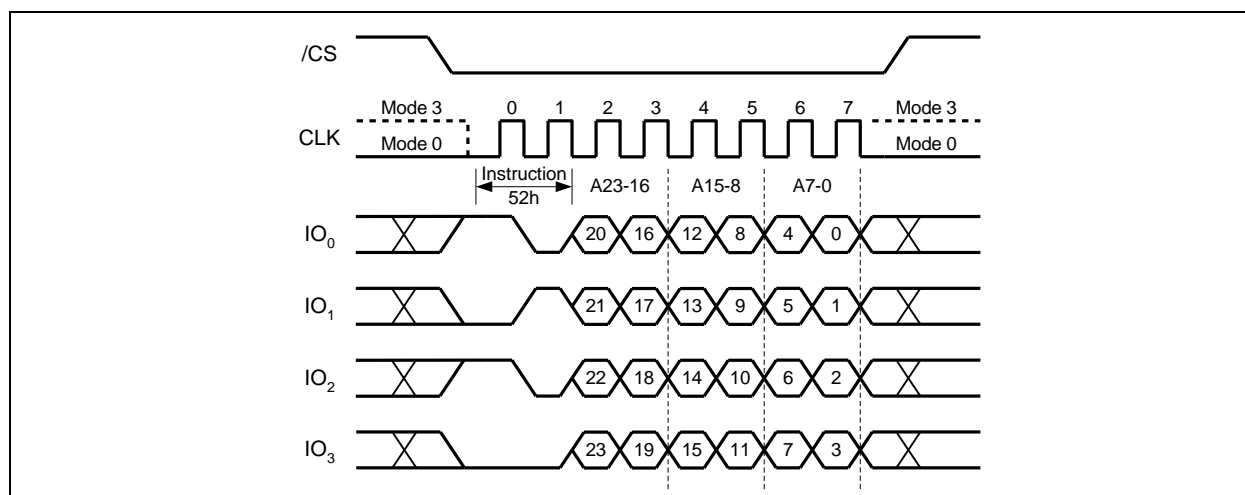 /CS
Mode 3 0 1 2 3 4 5 6 7 Mode 3
CLK
Mode 0 Mode 0
Instruction
52h
A23-16 A15-8 A7-0
IO0 20 16 12 8 4 0
IO1 21 17 13 9 5 1
IO2 22 18 14 10 6 2
IO3 23 19 15 11 7 3